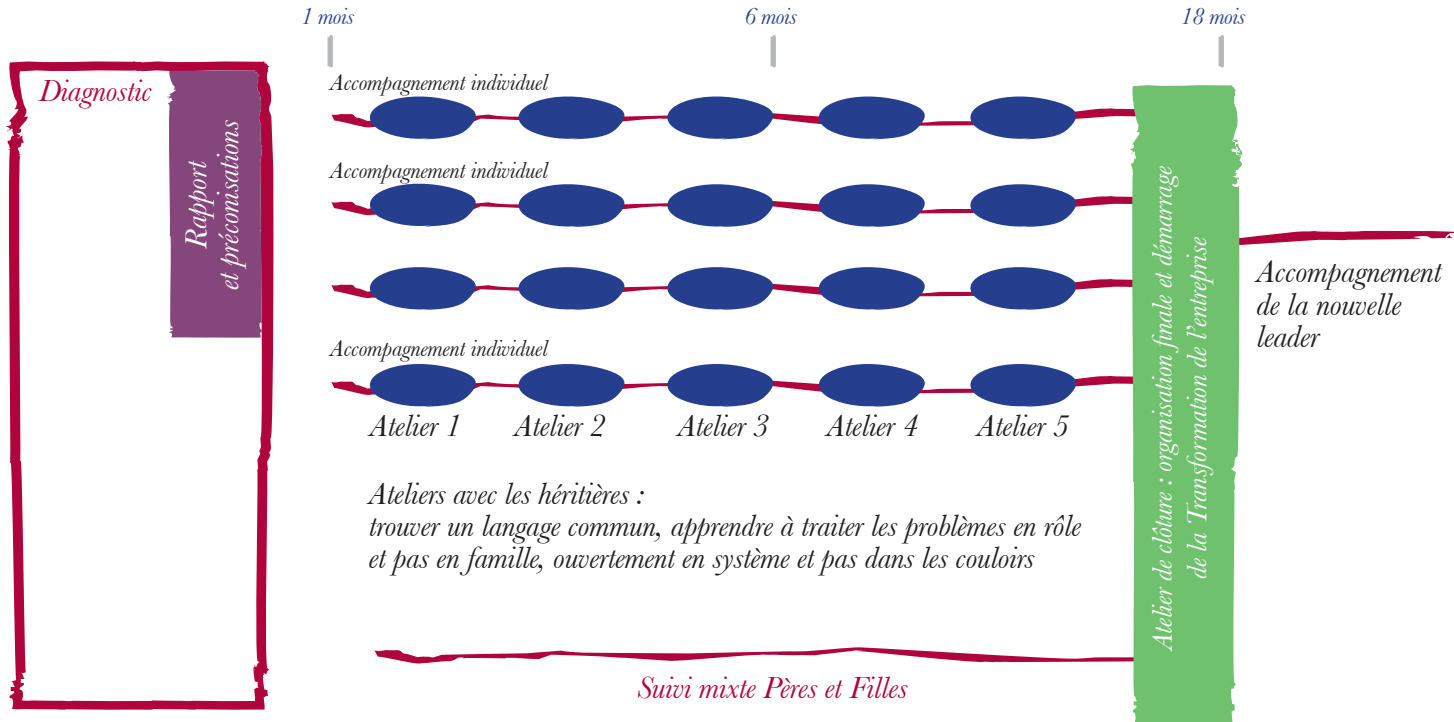 1 mois
6 mois
18 mois
Diagnostic
Rapport
et préconisations
Accompagnement individuel
Accompagnement individuel
Accompagnement individuel
Atelier 1
Atelier 2
Atelier 3
Atelier 4
Atelier 5
Ateliers avec les héritières :
trouver un langage commun, apprendre à traiter les problèmes en rôle
et pas en famille, ouvertement en système et pas dans les couloirs
Suivi mixte Pères et Filles
Atelier de clôture : organisation finale et démarrage
de la Transformation de l'entreprise
Accompagnement
de la nouvelle
leader